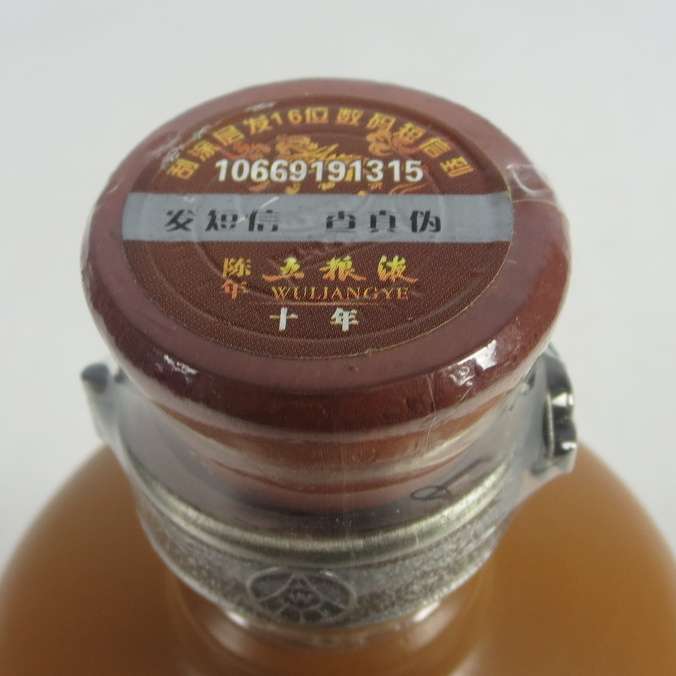 刮涂层发16位数码短信到
10669191315
发短信 查真伪
陈年 五粮液
WULIANGYE
十年